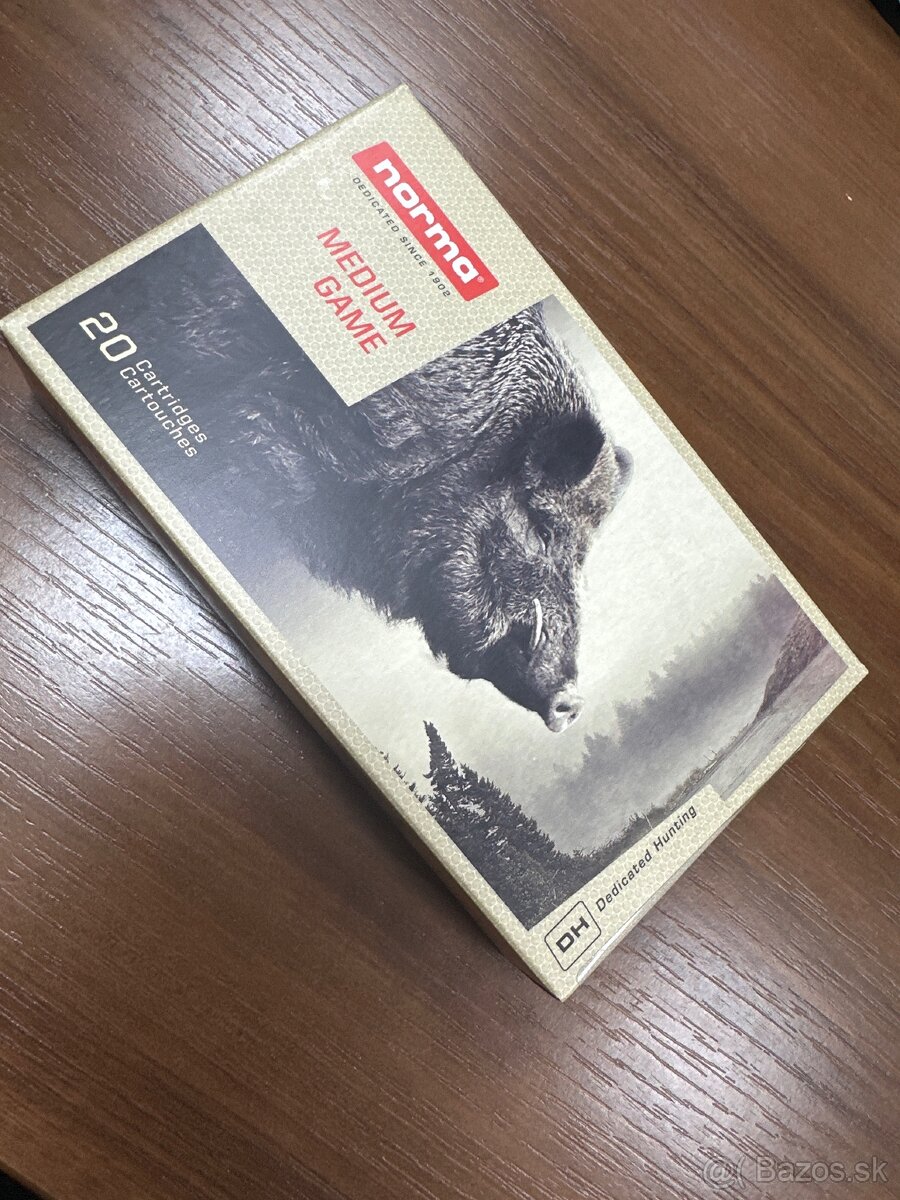 norma®
DEDICATED SINCE 1902
MEDIUM
GAME
20 Cartridges
Cartouches
DH Dedicated Hunting
@( Bazos.sk